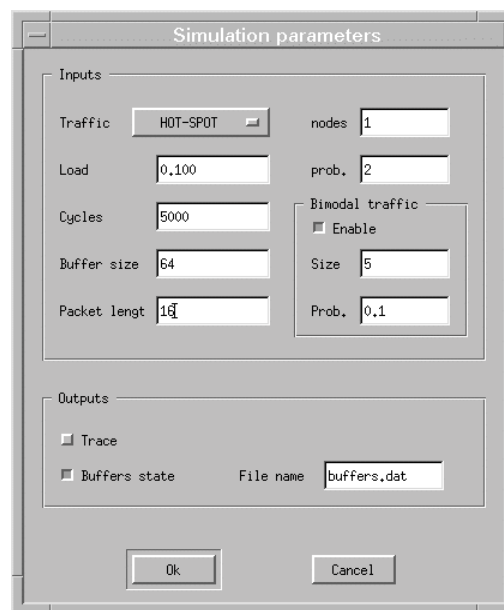 Simulation parameters
Inputs
Traffic HOT-SPOT nodes 1
Load 0.100 prob. 2
Cycles 5000 Bimodal traffic
Enable
Buffer size 64 Size 5
Packet lengt 16 Prob. 0.1
Outputs
Trace
Buffers state File name buffers.dat
Ok Cancel